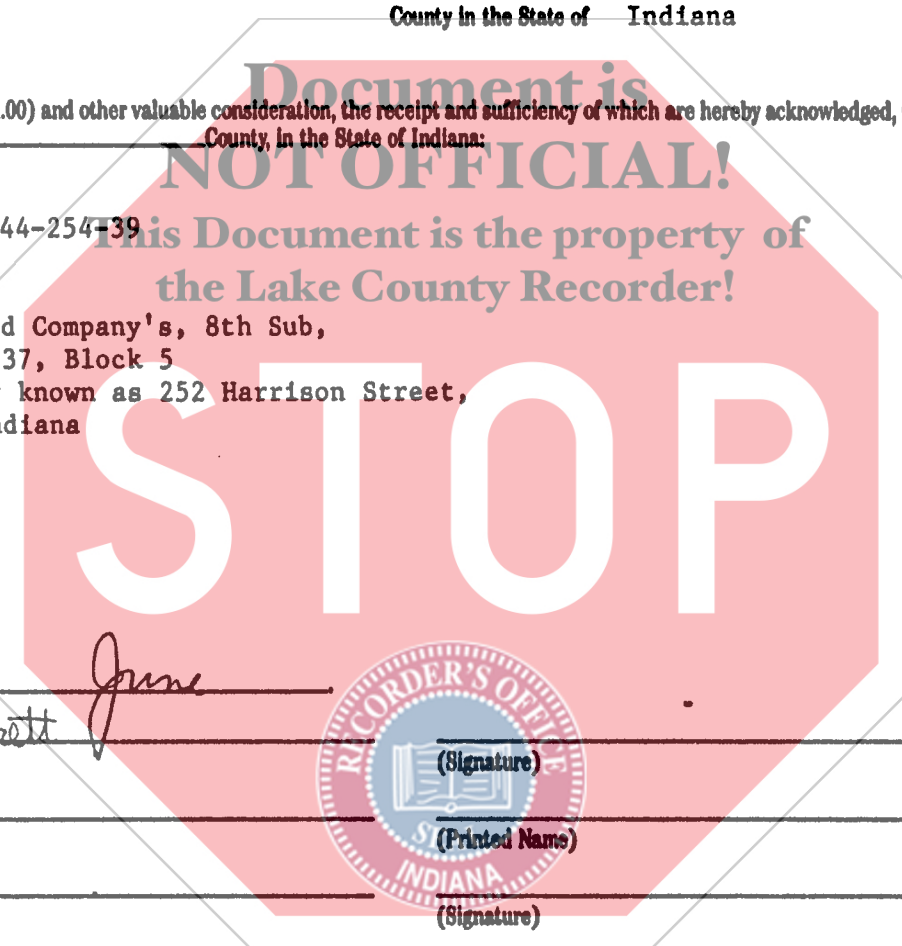 County in the State of Indiana
Document is
.00) and other valuable consideration, the receipt and sufficiency of which are hereby acknowledged,
County, in the State of Indiana:
NOT OFFICIAL!
44-254-39
This Document is the property of
the Lake County Recorder!
d Company's, 8th Sub,
37, Block 5
known as 252 Harrison Street,
ndiana
STOP
June
rett
RECORDER'S OFFICE
(Signature)
(Printed Name)
INDIANA
(Signature)